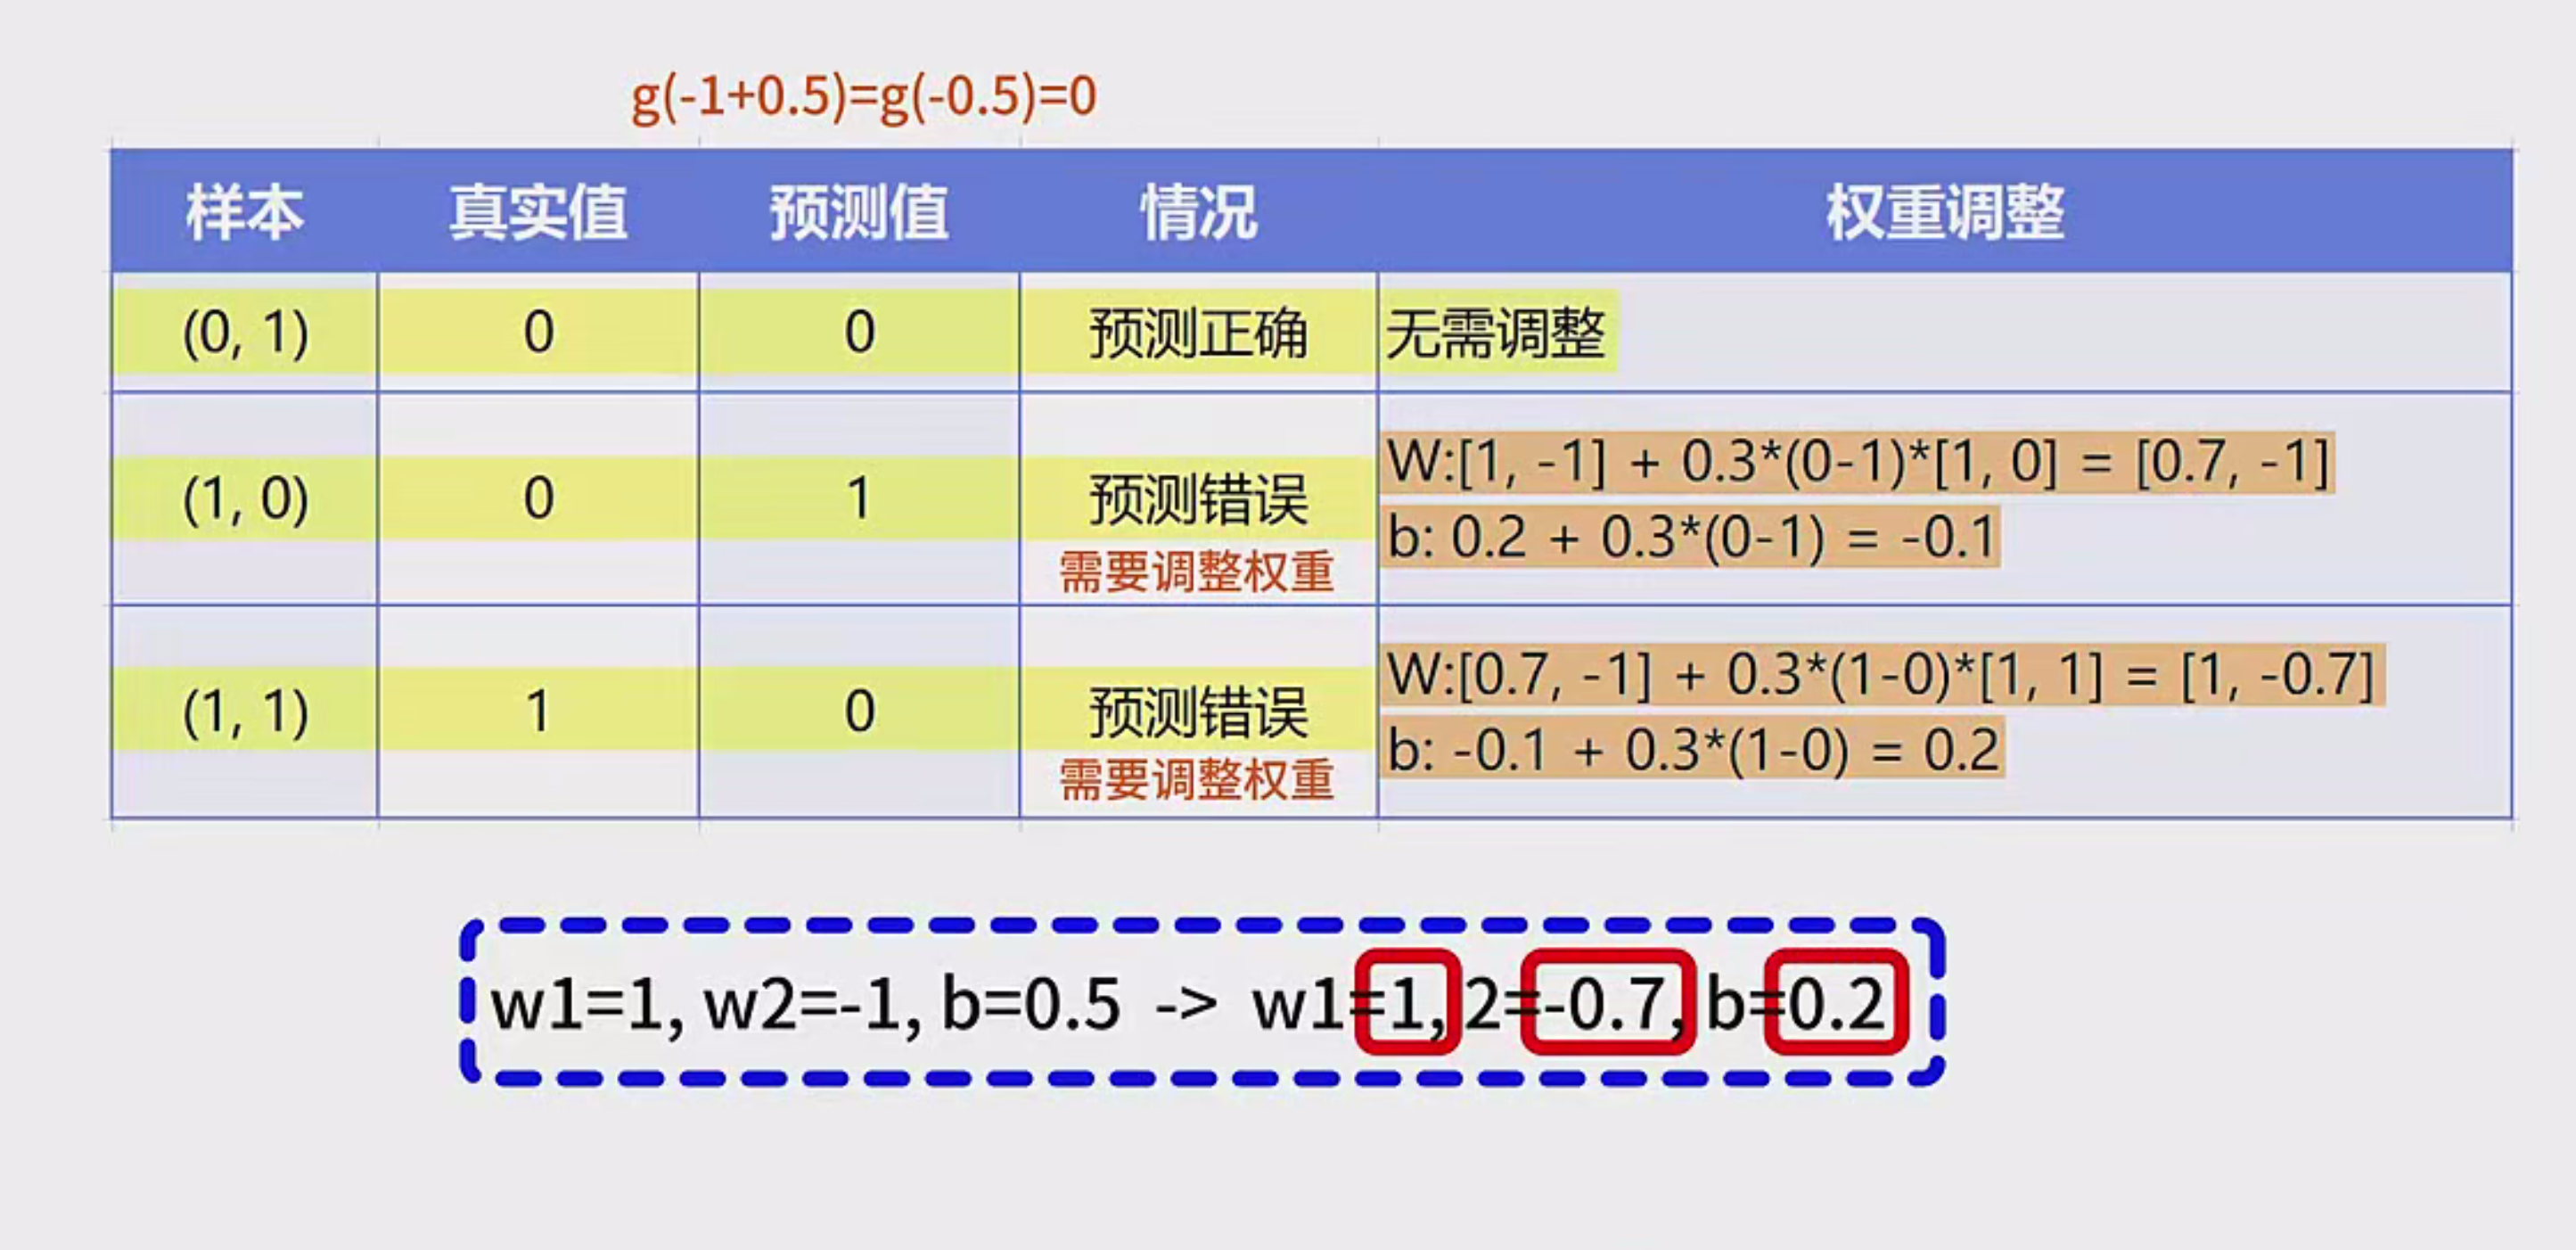 g(-1+0.5)=g(-0.5)=0
样本 真实值 预测值 情况 权重调整
(0, 1) 0 0 预测正确 无需调整
W:[1, -1] + 0.3*(0-1)*[1, 0] = [0.7, -1]
(1, 0) 0 1 预测错误
b: 0.2 + 0.3*(0-1) = -0.1
需要调整权重
W:[0.7, -1] + 0.3*(1-0)*[1, 1] = [1, -0.7]
(1, 1) 1 0 预测错误
b: -0.1 + 0.3*(1-0) = 0.2
需要调整权重
w1=1, w2=-1, b=0.5 -> w1=1, 2=-0.7, b=0.2